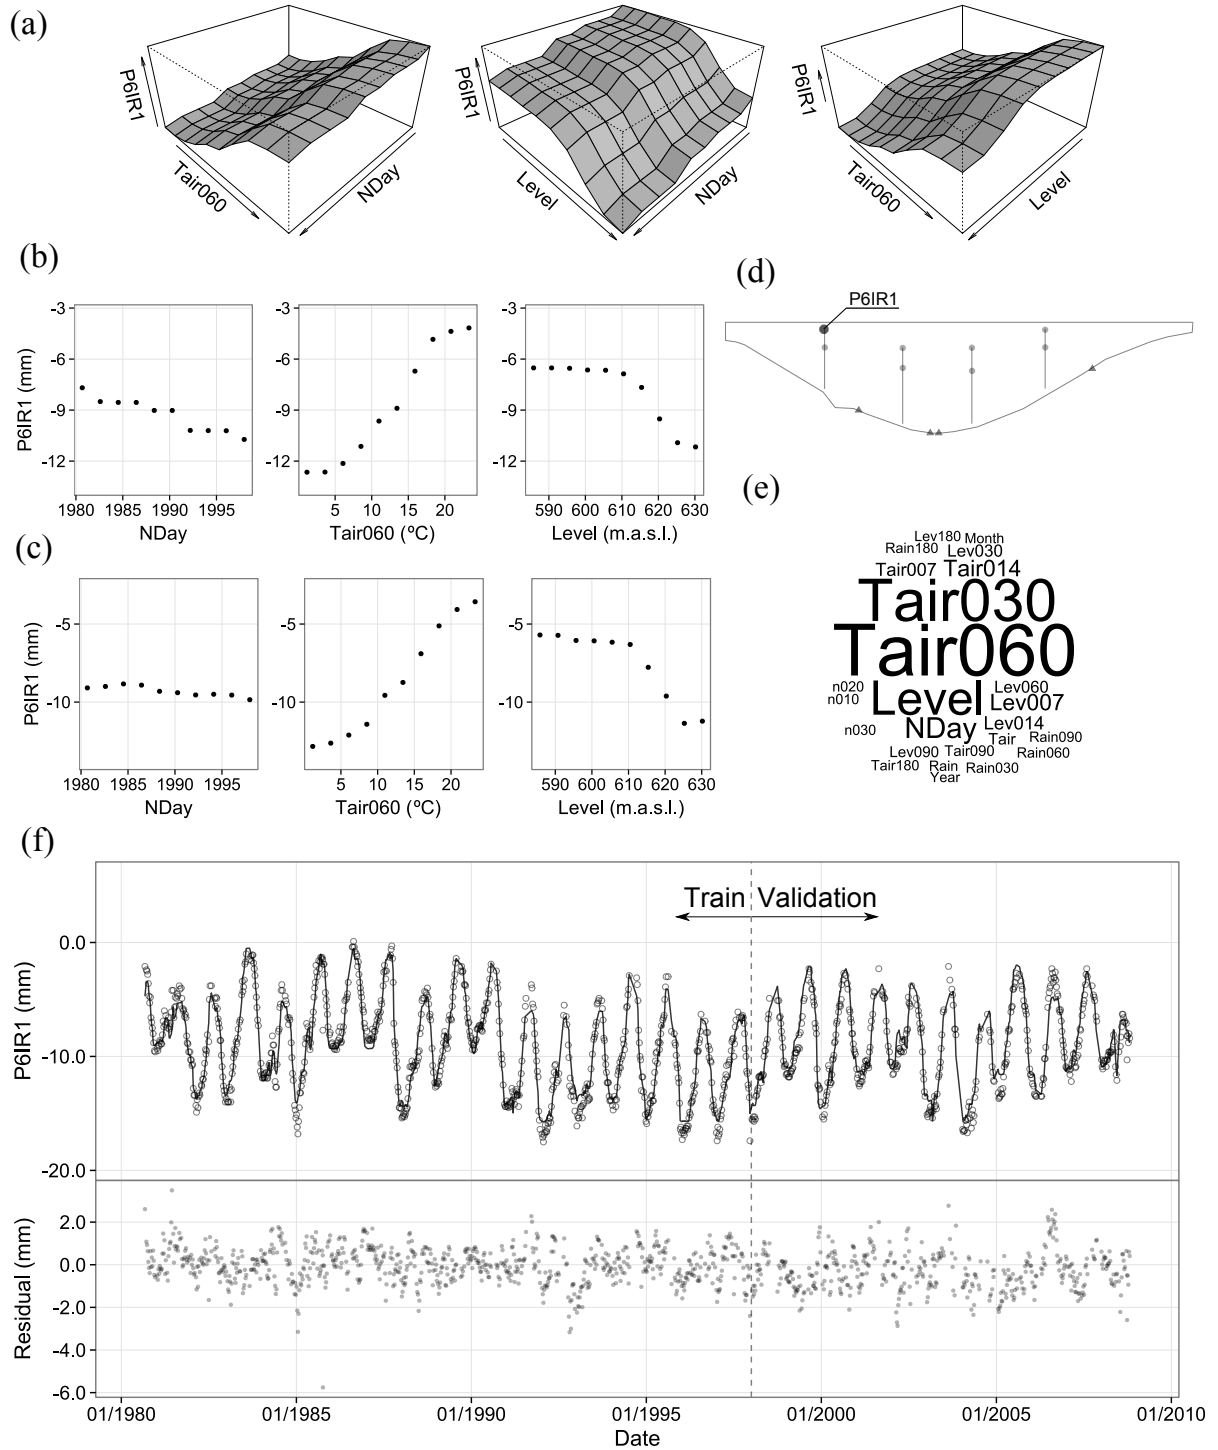 (a)
P6IR1
Tair060
NDay
P6IR1
Level
NDay
P6IR1
Tair060
Level
(b)
P6IR1 (mm)
-3
-6
-9
-12
1980 1985 1990 1995
NDay
-3
-6
-9
-12
5 10 15 20
Tair060 (ºC)
-3
-6
-9
-12
590 600 610 620 630
Level (m.a.s.l.)
(c)
P6IR1 (mm)
-5
-10
1980 1985 1990 1995
NDay
-5
-10
5 10 15 20
Tair060 (ºC)
-5
-10
590 600 610 620 630
Level (m.a.s.l.)
(d)
P6IR1
(e)
Lev180 Month
Rain180 Lev030
Tair007 Tair014
Tair030
Tair060
n020 Level Lev060
n010 Lev007
n030 NDay Lev014
Tair Rain090
Lev090 Tair090 Rain060
Tair180 Rain Rain030
Year
(f)
Train Validation
P6IR1 (mm)
0.0
-10.0
-20.0
Residual (mm)
2.0
0.0
-2.0
-4.0
-6.0
01/1980 01/1985 01/1990 01/1995 01/2000 01/2005 01/2010
Date